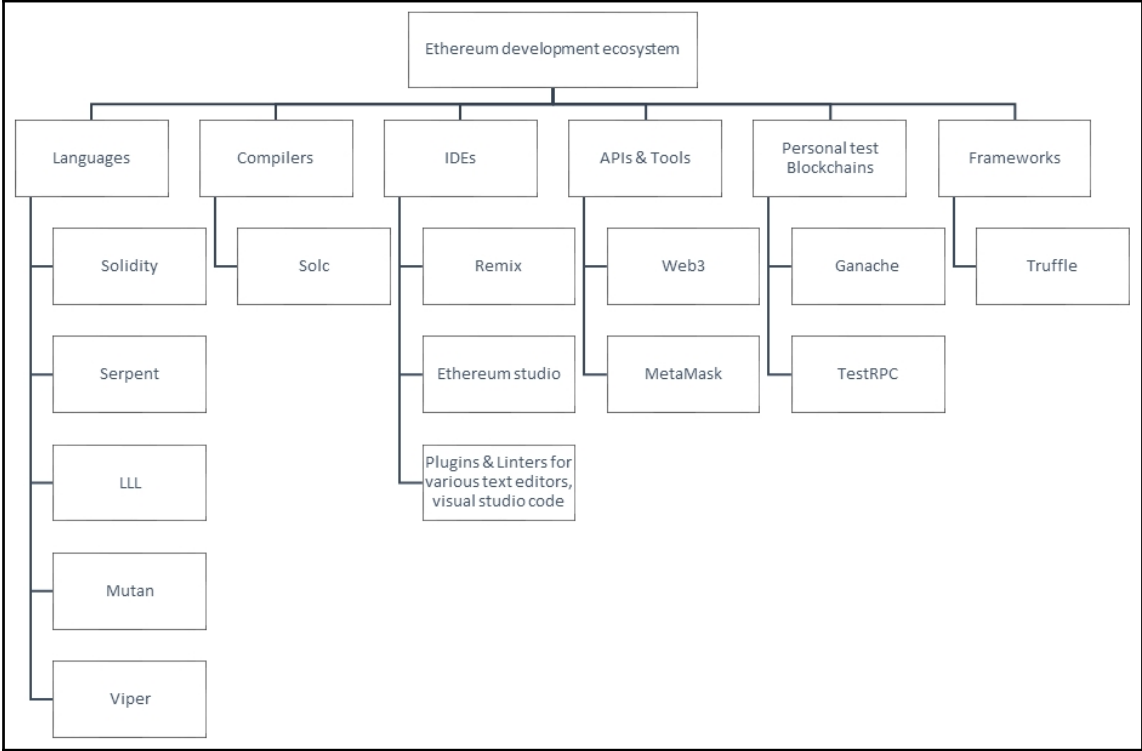 Ethereum development ecosystem
Languages
Compilers
IDEs
APIs & Tools
Personal test
Blockchains
Frameworks
Solidity
Solc
Remix
Web3
Ganache
Truffle
Serpent
Ethereum studio
MetaMask
TestRPC
LLL
Plugins & Linters for
various text editors,
visual studio code
Mutan
Viper